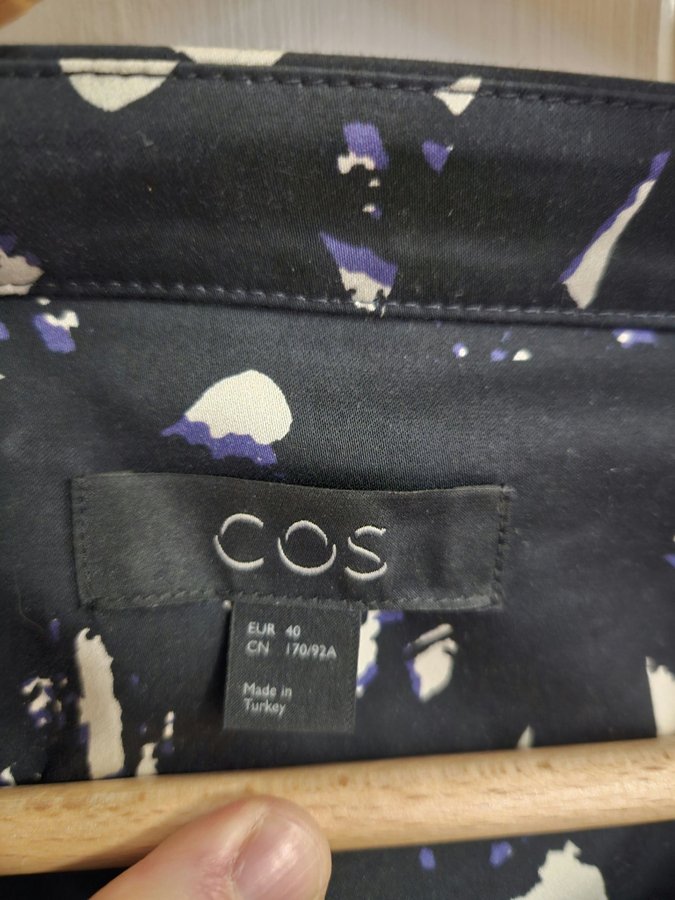 COS
EUR 40
CN 170/92A
Made in
Turkey